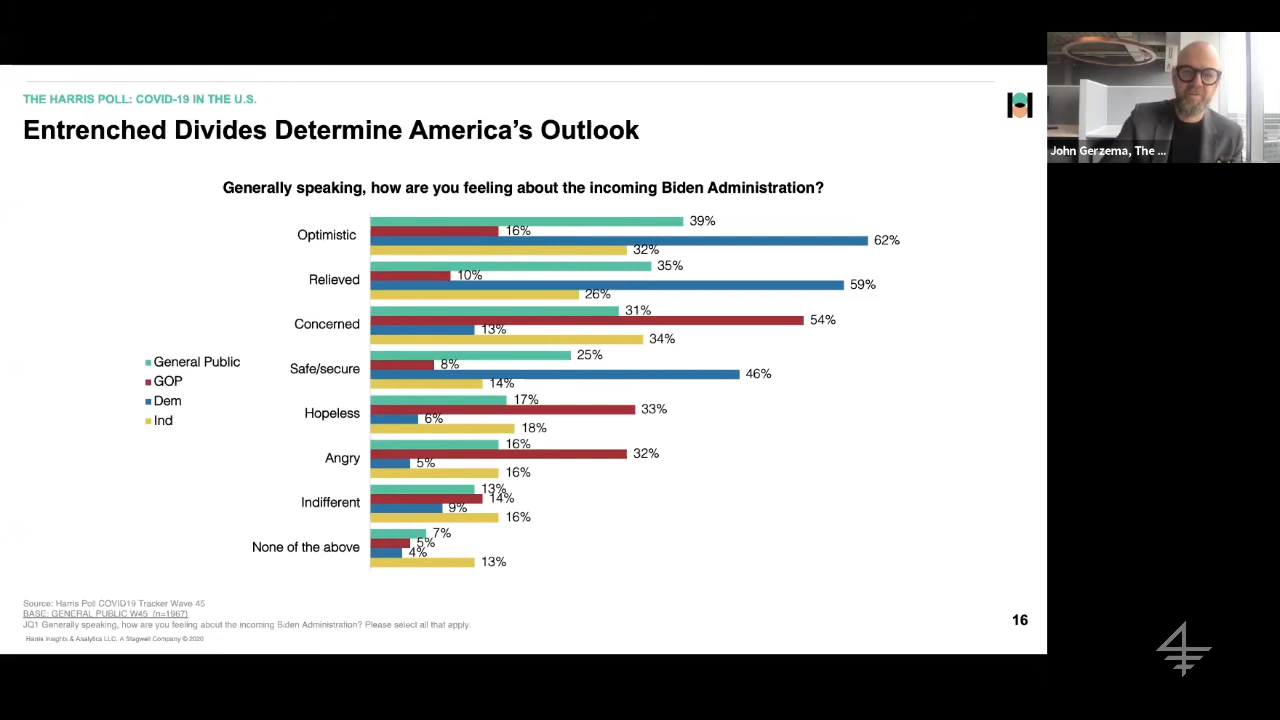 THE HARRIS POLL: COVID-19 IN THE U.S.
Entrenched Divides Determine America's Outlook
John Gerzema, The ...
Generally speaking, how are you feeling about the incoming Biden Administration?
General Public
GOP
Dem
Ind
Optimistic
39%
16%
62%
32%
Relieved
35%
10%
59%
26%
Concerned
31%
54%
13%
34%
Safe/secure
25%
8%
46%
14%
Hopeless
17%
33%
6%
18%
Angry
16%
32%
5%
16%
Indifferent
13%
14%
9%
16%
None of the above
7%
5%
4%
13%
Source: Harris Poll COVID19 Tracker Wave 45
BASE: GENERAL PUBLIC W45 (n=1967)
JQ1 Generally speaking, how are you feeling about the incoming Biden Administration? Please select all that apply.
Harris Insights & Analytics LLC, A Stagwell Company © 2020
16